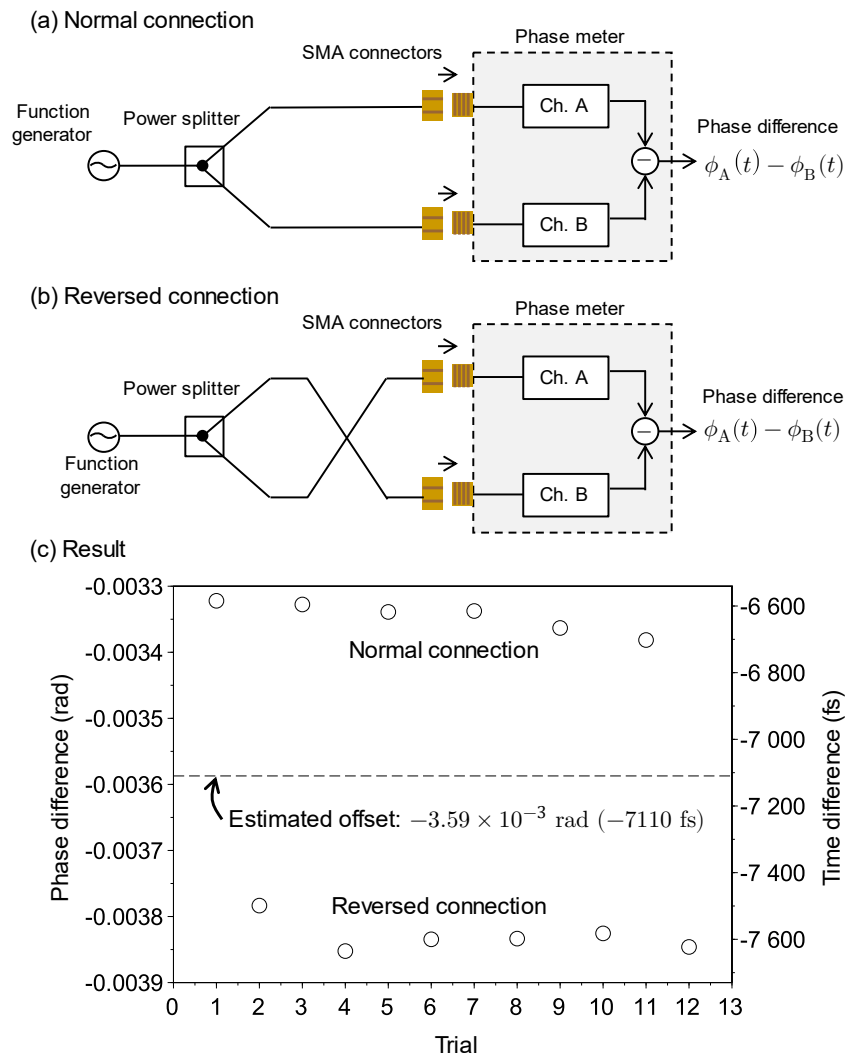 (a) Normal connection
Phase meter
SMA connectors
Function
generator
Power splitter
Ch. A
Phase difference
ϕ_A(t) − ϕ_B(t)
−
Ch. B
(b) Reversed connection
Phase meter
SMA connectors
Power splitter
Ch. A
Phase difference
ϕ_A(t) − ϕ_B(t)
−
Function
generator
Ch. B
(c) Result
Phase difference (rad)
-0.0033
-0.0034
-0.0035
-0.0036
-0.0037
-0.0038
-0.0039
Normal connection
Estimated offset: −3.59 × 10⁻³ rad (−7110 fs)
Reversed connection
-6 600
-6 800
-7 000
-7 200
-7 400
-7 600
Time difference (fs)
0 1 2 3 4 5 6 7 8 9 10 11 12 13
Trial